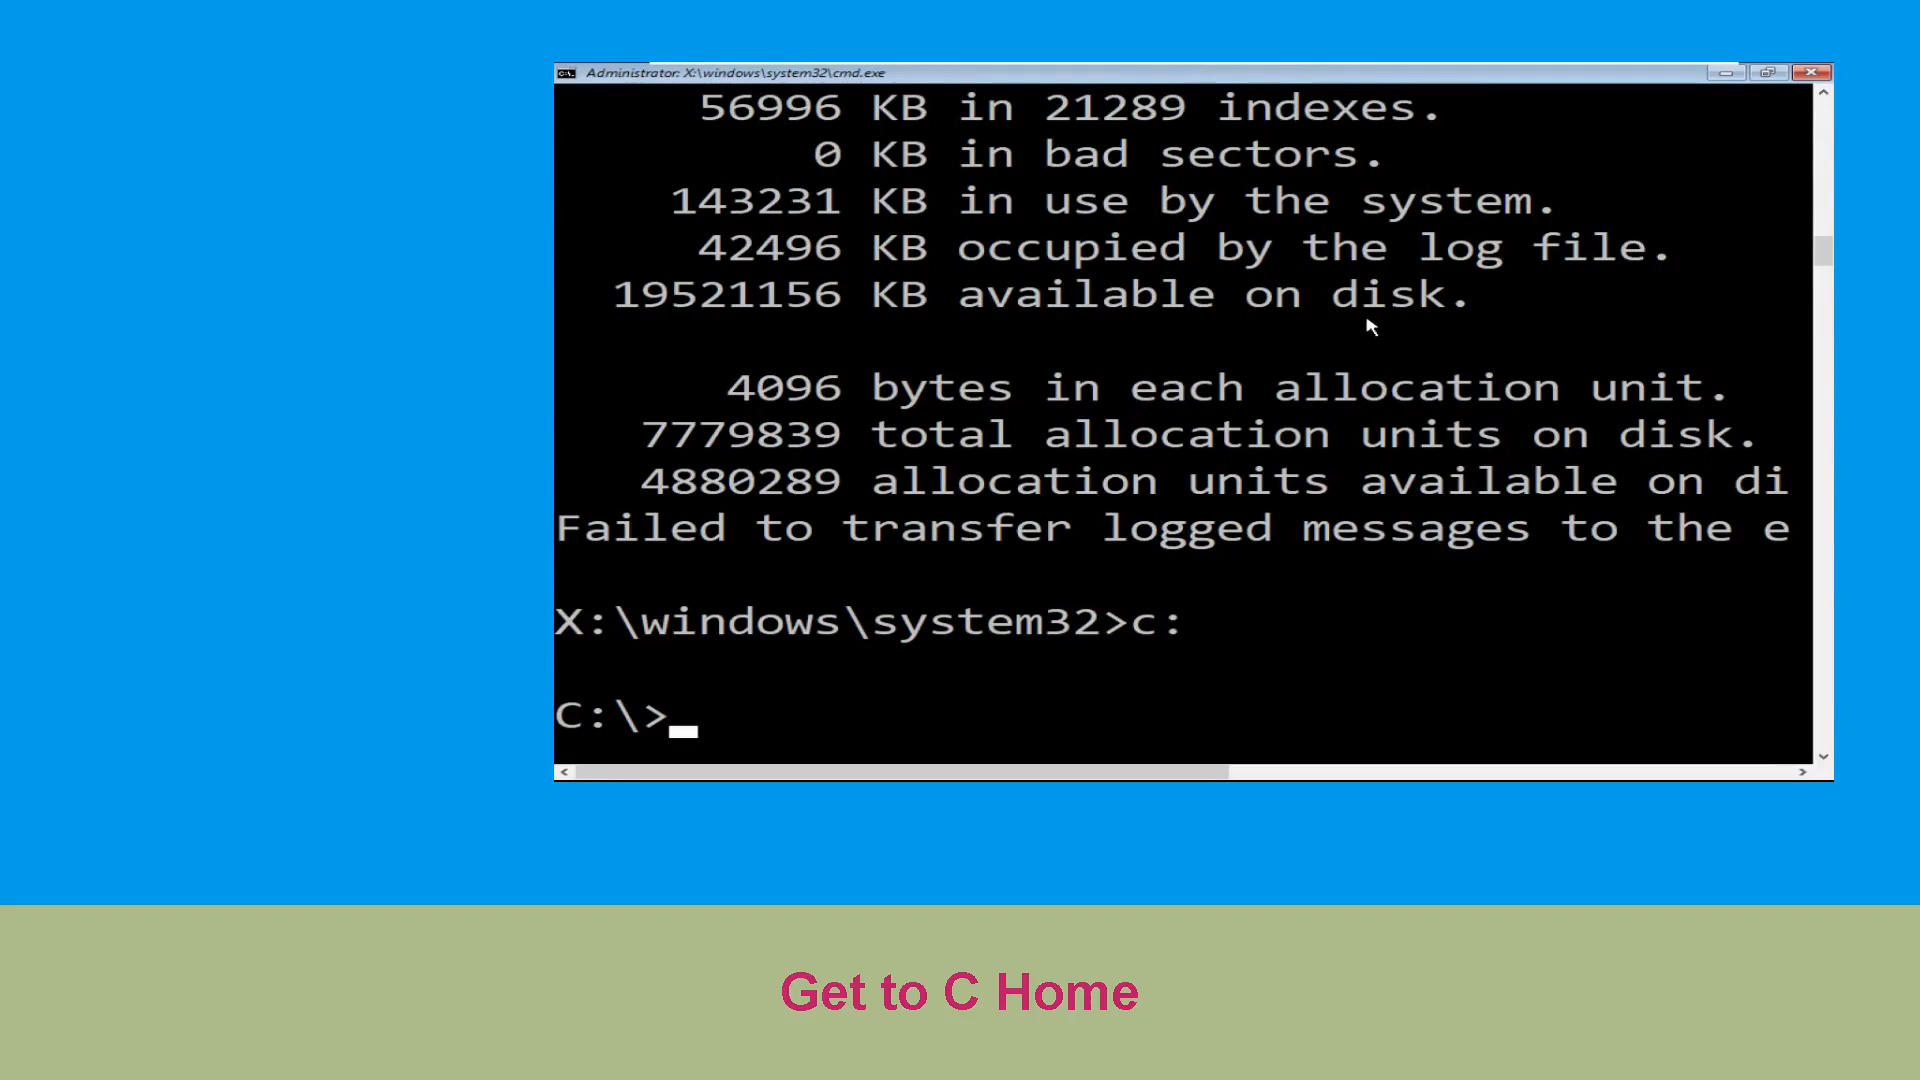 Administrator: X:\windows\system32\cmd.exe
56996 KB in 21289 indexes.
0 KB in bad sectors.
143231 KB in use by the system.
42496 KB occupied by the log file.
19521156 KB available on disk.
4096 bytes in each allocation unit.
7779839 total allocation units on disk.
4880289 allocation units available on di
Failed to transfer logged messages to the e
X:\windows\system32>c:
C:\>
Get to C Home